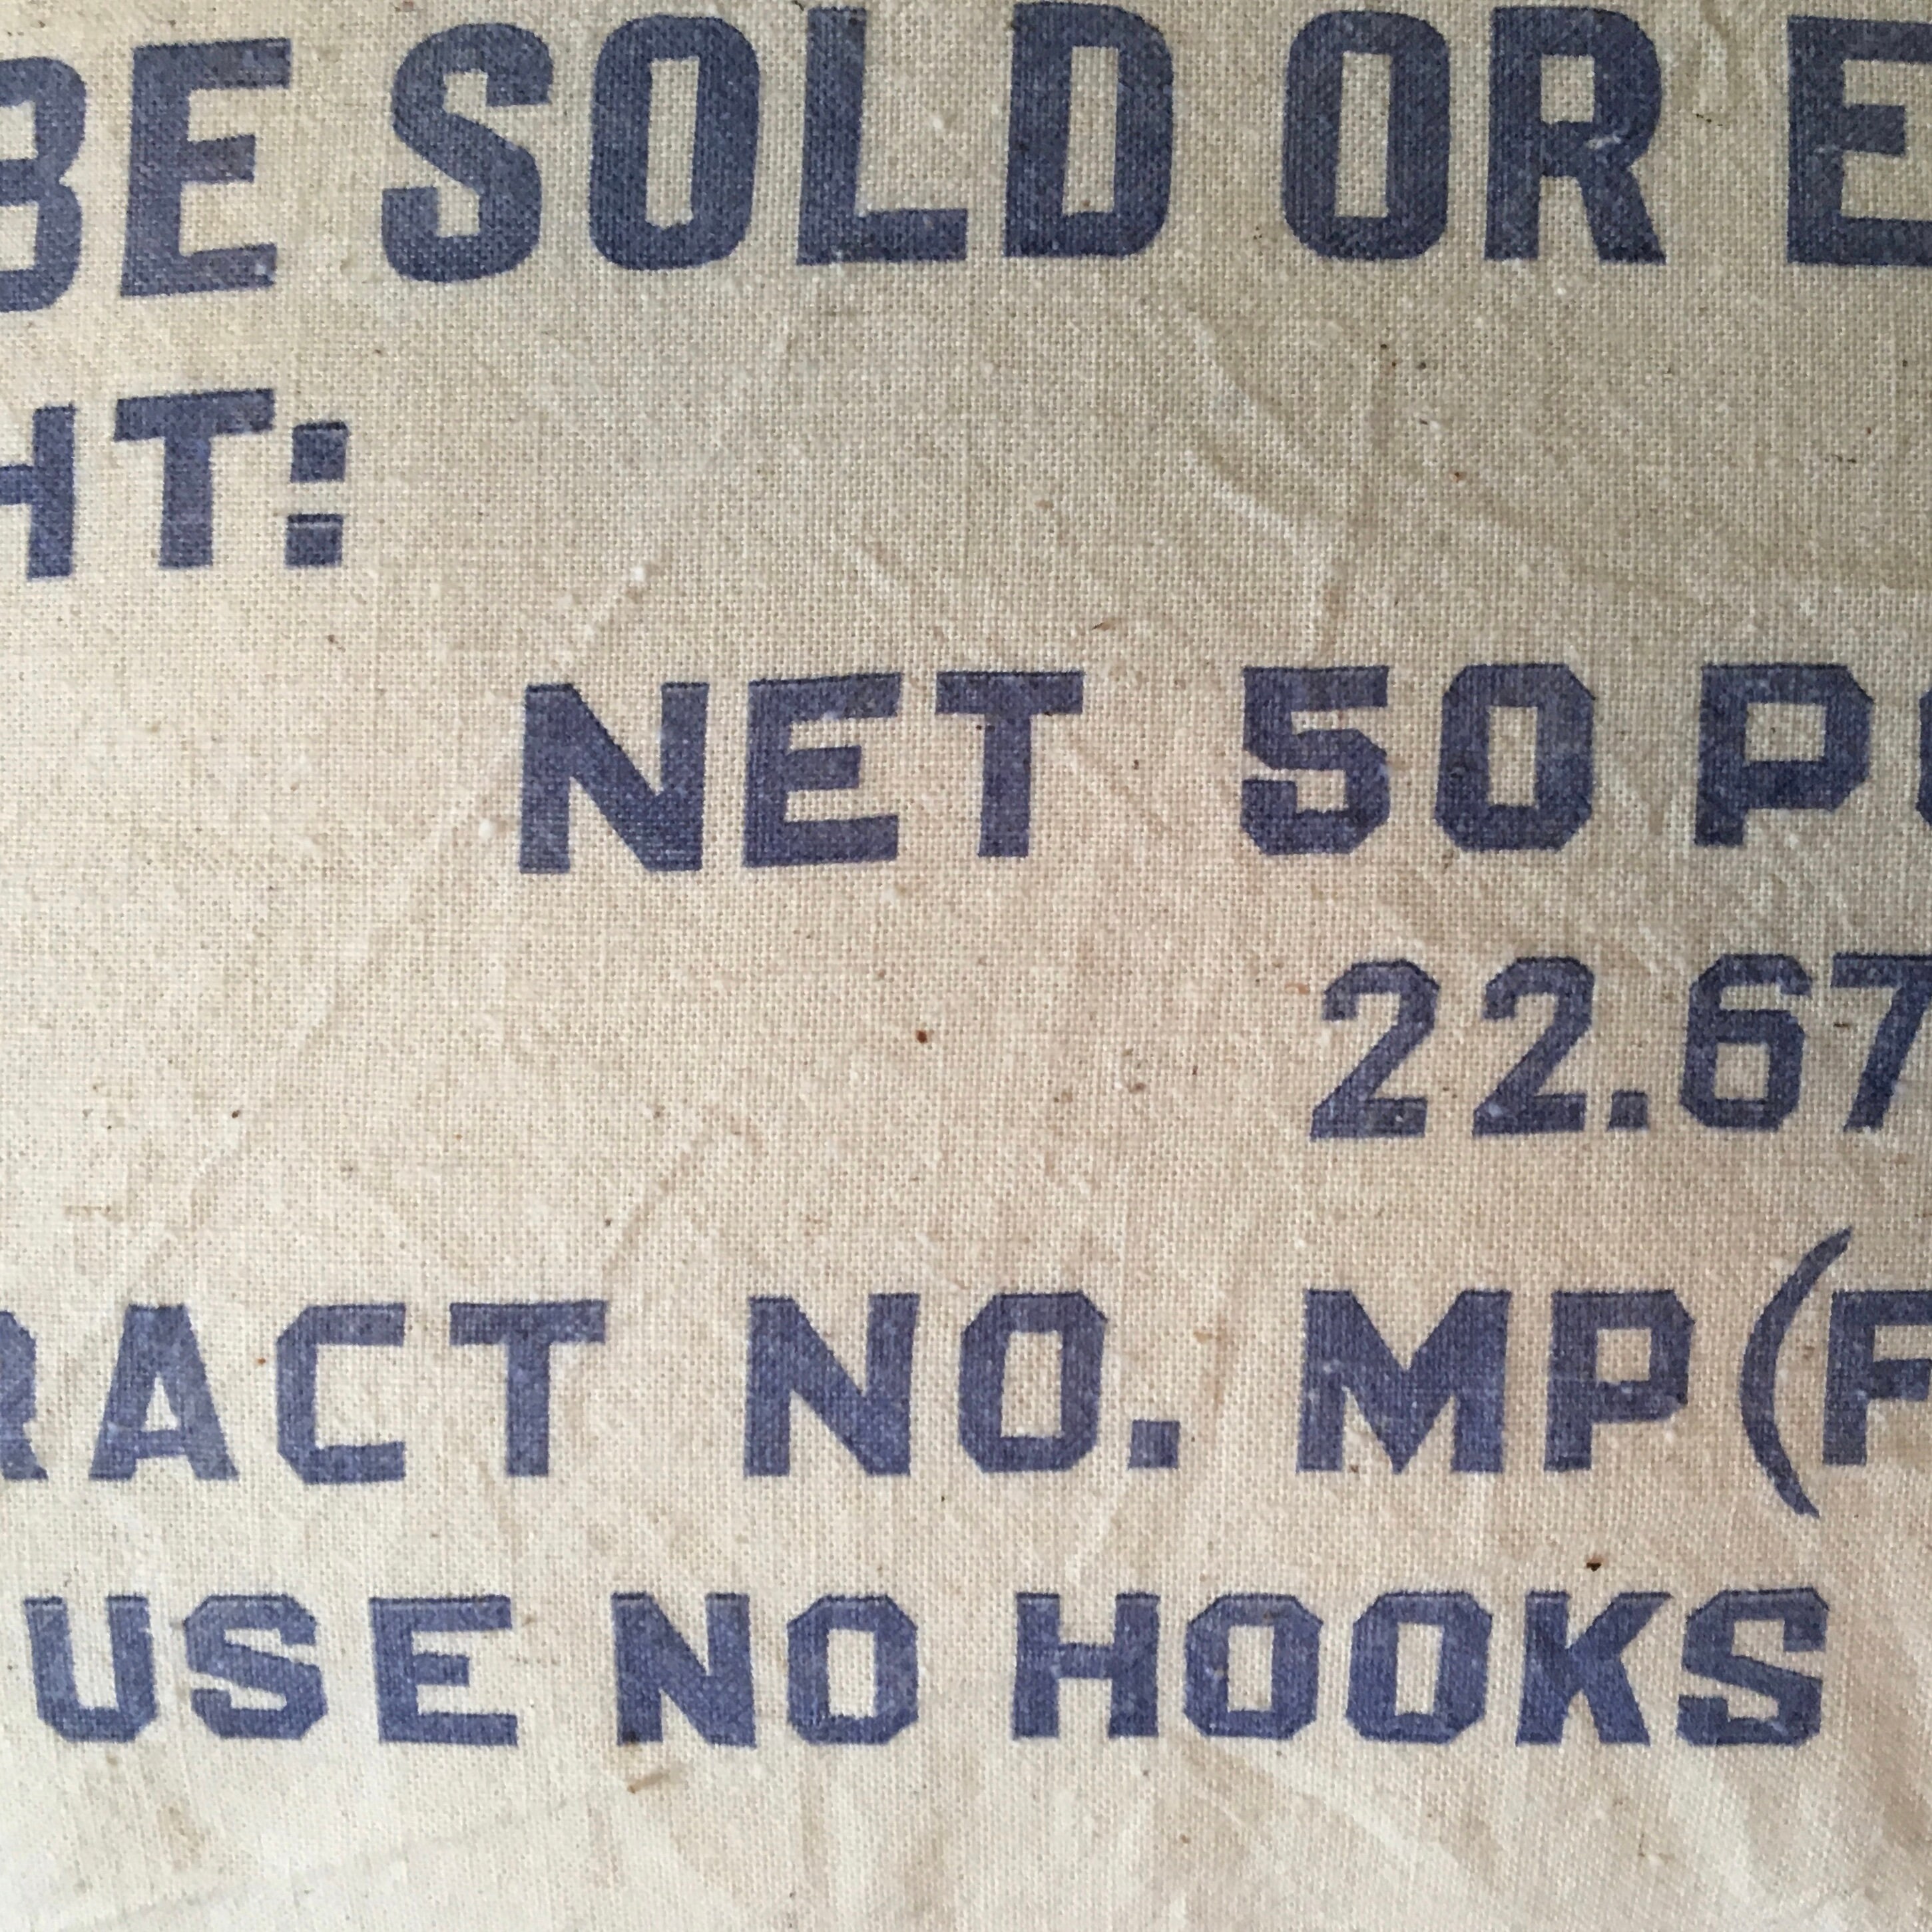 BE SOLD OR E
HT:
NET 50 P
22.67
RACT NO. MP(F
USE NO HOOKS